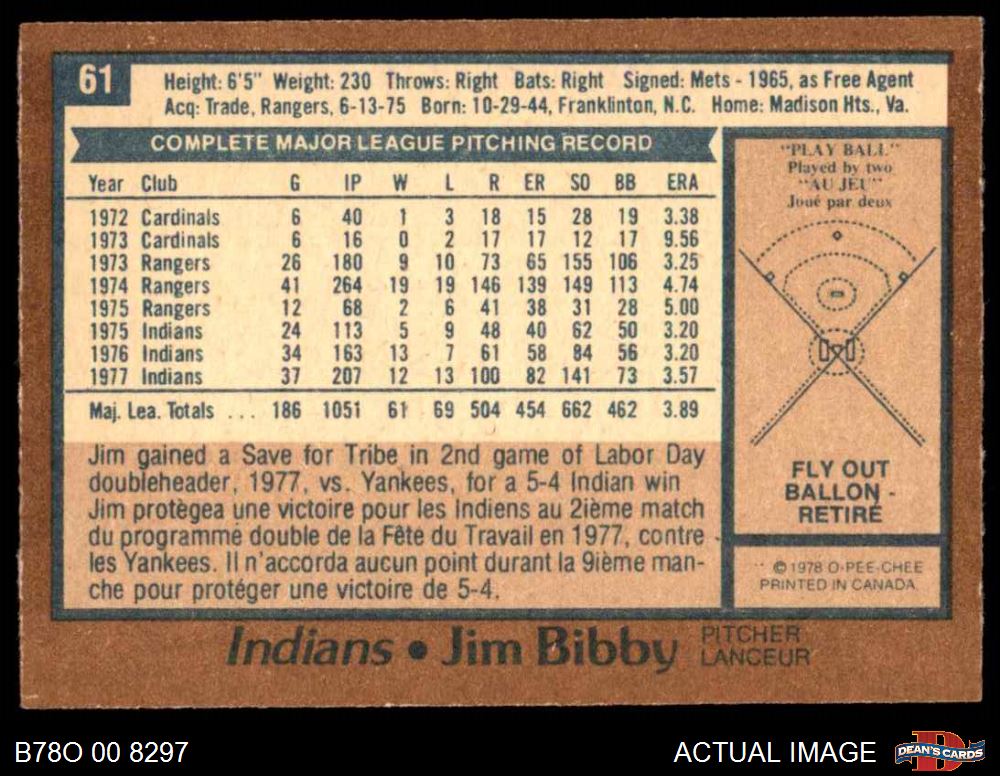 61
Height: 6'5" Weight: 230 Throws: Right Bats: Right Signed: Mets - 1965, as Free Agent
Acq: Trade, Rangers, 6-13-75 Born: 10-29-44, Franklinton, N.C. Home: Madison Hts., Va.
COMPLETE MAJOR LEAGUE PITCHING RECORD
Year Club G IP W L R ER SO BB ERA
1972 Cardinals 6 40 1 3 18 15 28 19 3.38
1973 Cardinals 6 16 0 2 17 17 12 17 9.56
1973 Rangers 26 180 9 10 73 65 155 106 3.25
1974 Rangers 41 264 19 19 146 139 149 113 4.74
1975 Rangers 12 68 2 6 41 38 31 28 5.00
1975 Indians 24 113 5 9 48 40 62 50 3.20
1976 Indians 34 163 13 7 61 58 84 56 3.20
1977 Indians 37 207 12 13 100 82 141 73 3.57
Maj. Lea. Totals ... 186 1051 61 69 504 454 662 462 3.89
Jim gained a Save for Tribe in 2nd game of Labor Day
doubleheader, 1977, vs. Yankees, for a 5-4 Indian win
Jim protègea une victoire pour les Indiens au 2ième match
du programme double de la Fête du Travail en 1977, contre
les Yankees. Il n'accorda aucun point durant la 9ième man-
che pour protéger une victoire de 5-4.
"PLAY BALL"
Played by two
"AU JEU"
Joué par deux
FLY OUT
BALLON -
RETIRÉ
© 1978 O-PEE-CHEE
PRINTED IN CANADA
Indians • Jim Bibby
PITCHER
LANCEUR
B78O 00 8297
ACTUAL IMAGE
DEAN'S CARDS